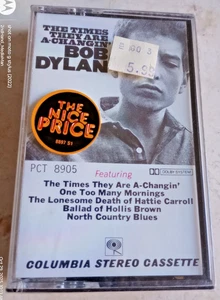 THE TIMES
THEY ARE
A-CHANGIN'
BOB
DYLAN
5.99
THE
NICE
PRICE
PCT 8905
DOLBY SYSTEM
Featuring
The Times They Are A-Changin'
One Too Many Mornings
The Lonesome Death of Hattie Carroll
Ballad of Hollis Brown
North Country Blues
COLUMBIA STEREO CASSETTE